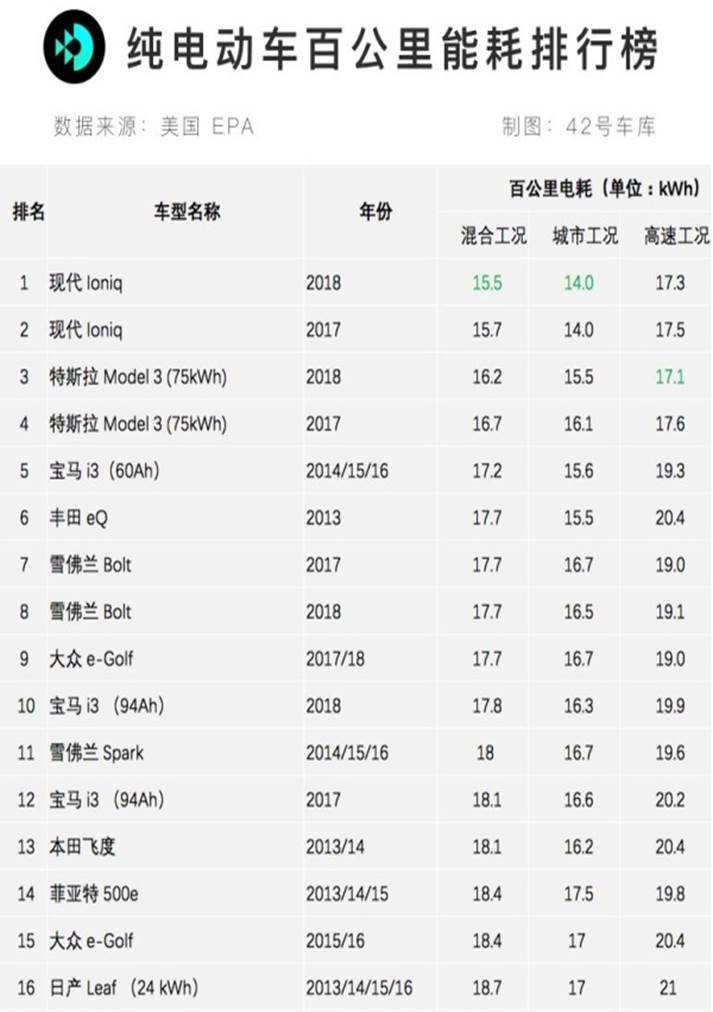 纯电动车百公里能耗排行榜
数据来源：美国 EPA 制图：42号车库
排名 车型名称 年份 百公里电耗（单位：kWh）
混合工况 城市工况 高速工况
1 现代 Ioniq 2018 15.5 14.0 17.3
2 现代 Ioniq 2017 15.7 14.0 17.5
3 特斯拉 Model 3 (75kWh) 2018 16.2 15.5 17.1
4 特斯拉 Model 3 (75kWh) 2017 16.7 16.1 17.6
5 宝马 i3（60Ah） 2014/15/16 17.2 15.6 19.3
6 丰田 eQ 2013 17.7 15.5 20.4
7 雪佛兰 Bolt 2017 17.7 16.7 19.0
8 雪佛兰 Bolt 2018 17.7 16.5 19.1
9 大众 e-Golf 2017/18 17.7 16.7 19.0
10 宝马 i3 （94Ah） 2018 17.8 16.3 19.9
11 雪佛兰 Spark 2014/15/16 18 16.7 19.6
12 宝马 i3 （94Ah） 2017 18.1 16.6 20.2
13 本田飞度 2013/14 18.1 16.2 20.4
14 菲亚特 500e 2013/14/15 18.4 17.5 19.8
15 大众 e-Golf 2015/16 18.4 17 20.4
16 日产 Leaf （24 kWh） 2013/14/15/16 18.7 17 21